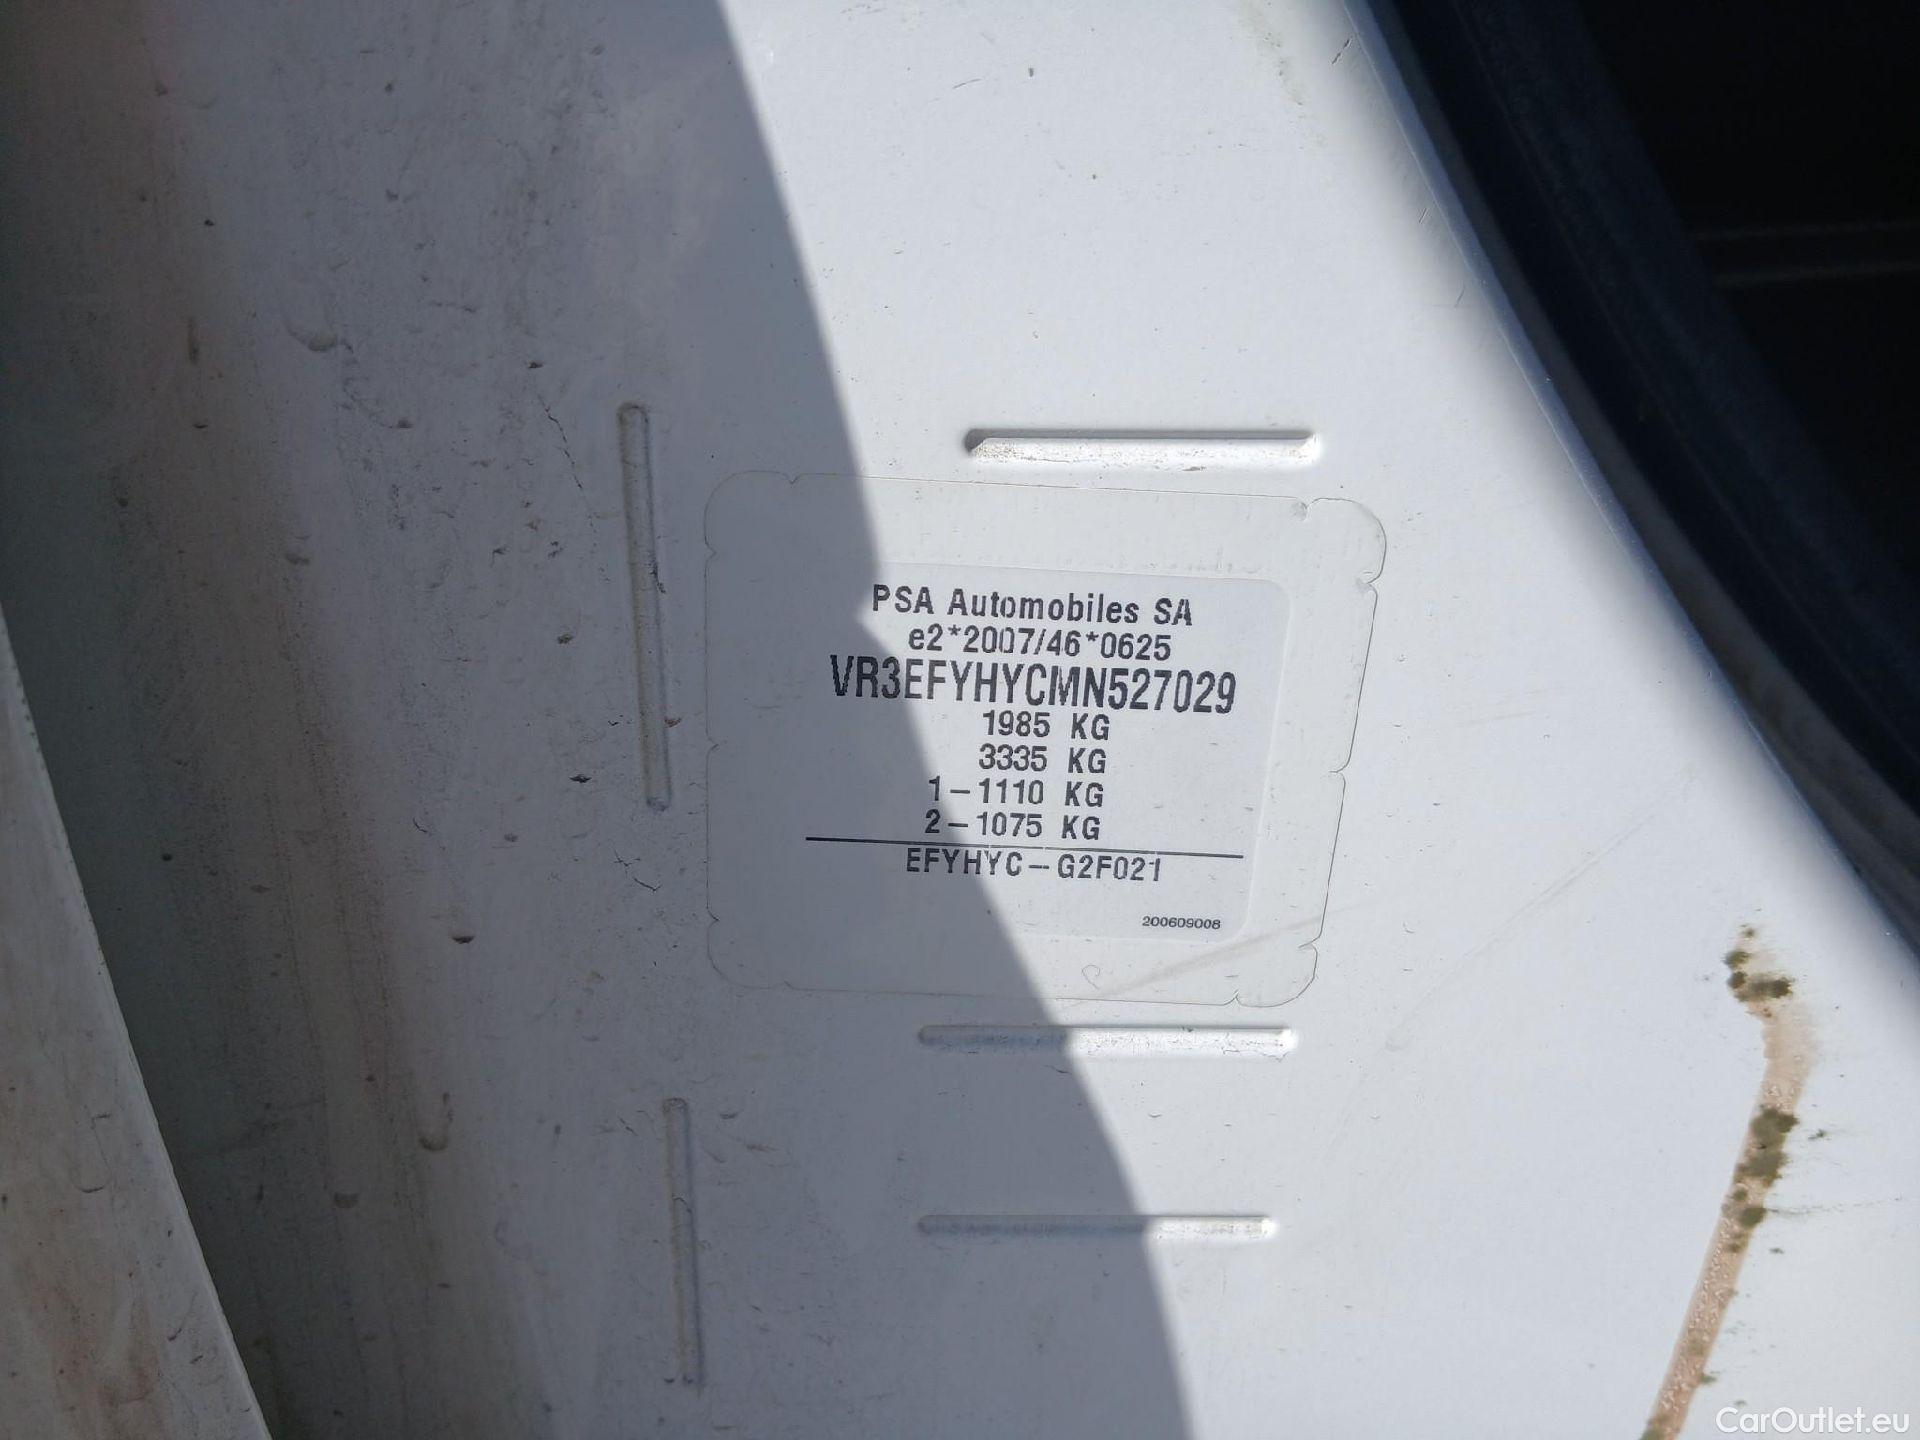 PSA Automobiles SA
e2*2007/46*0625
VR3EFYHYCMN527029
1985 KG
3335 KG
1-1110 KG
2-1075 KG
EFYHYC-G2F021
200609008
CarOutlet.eu